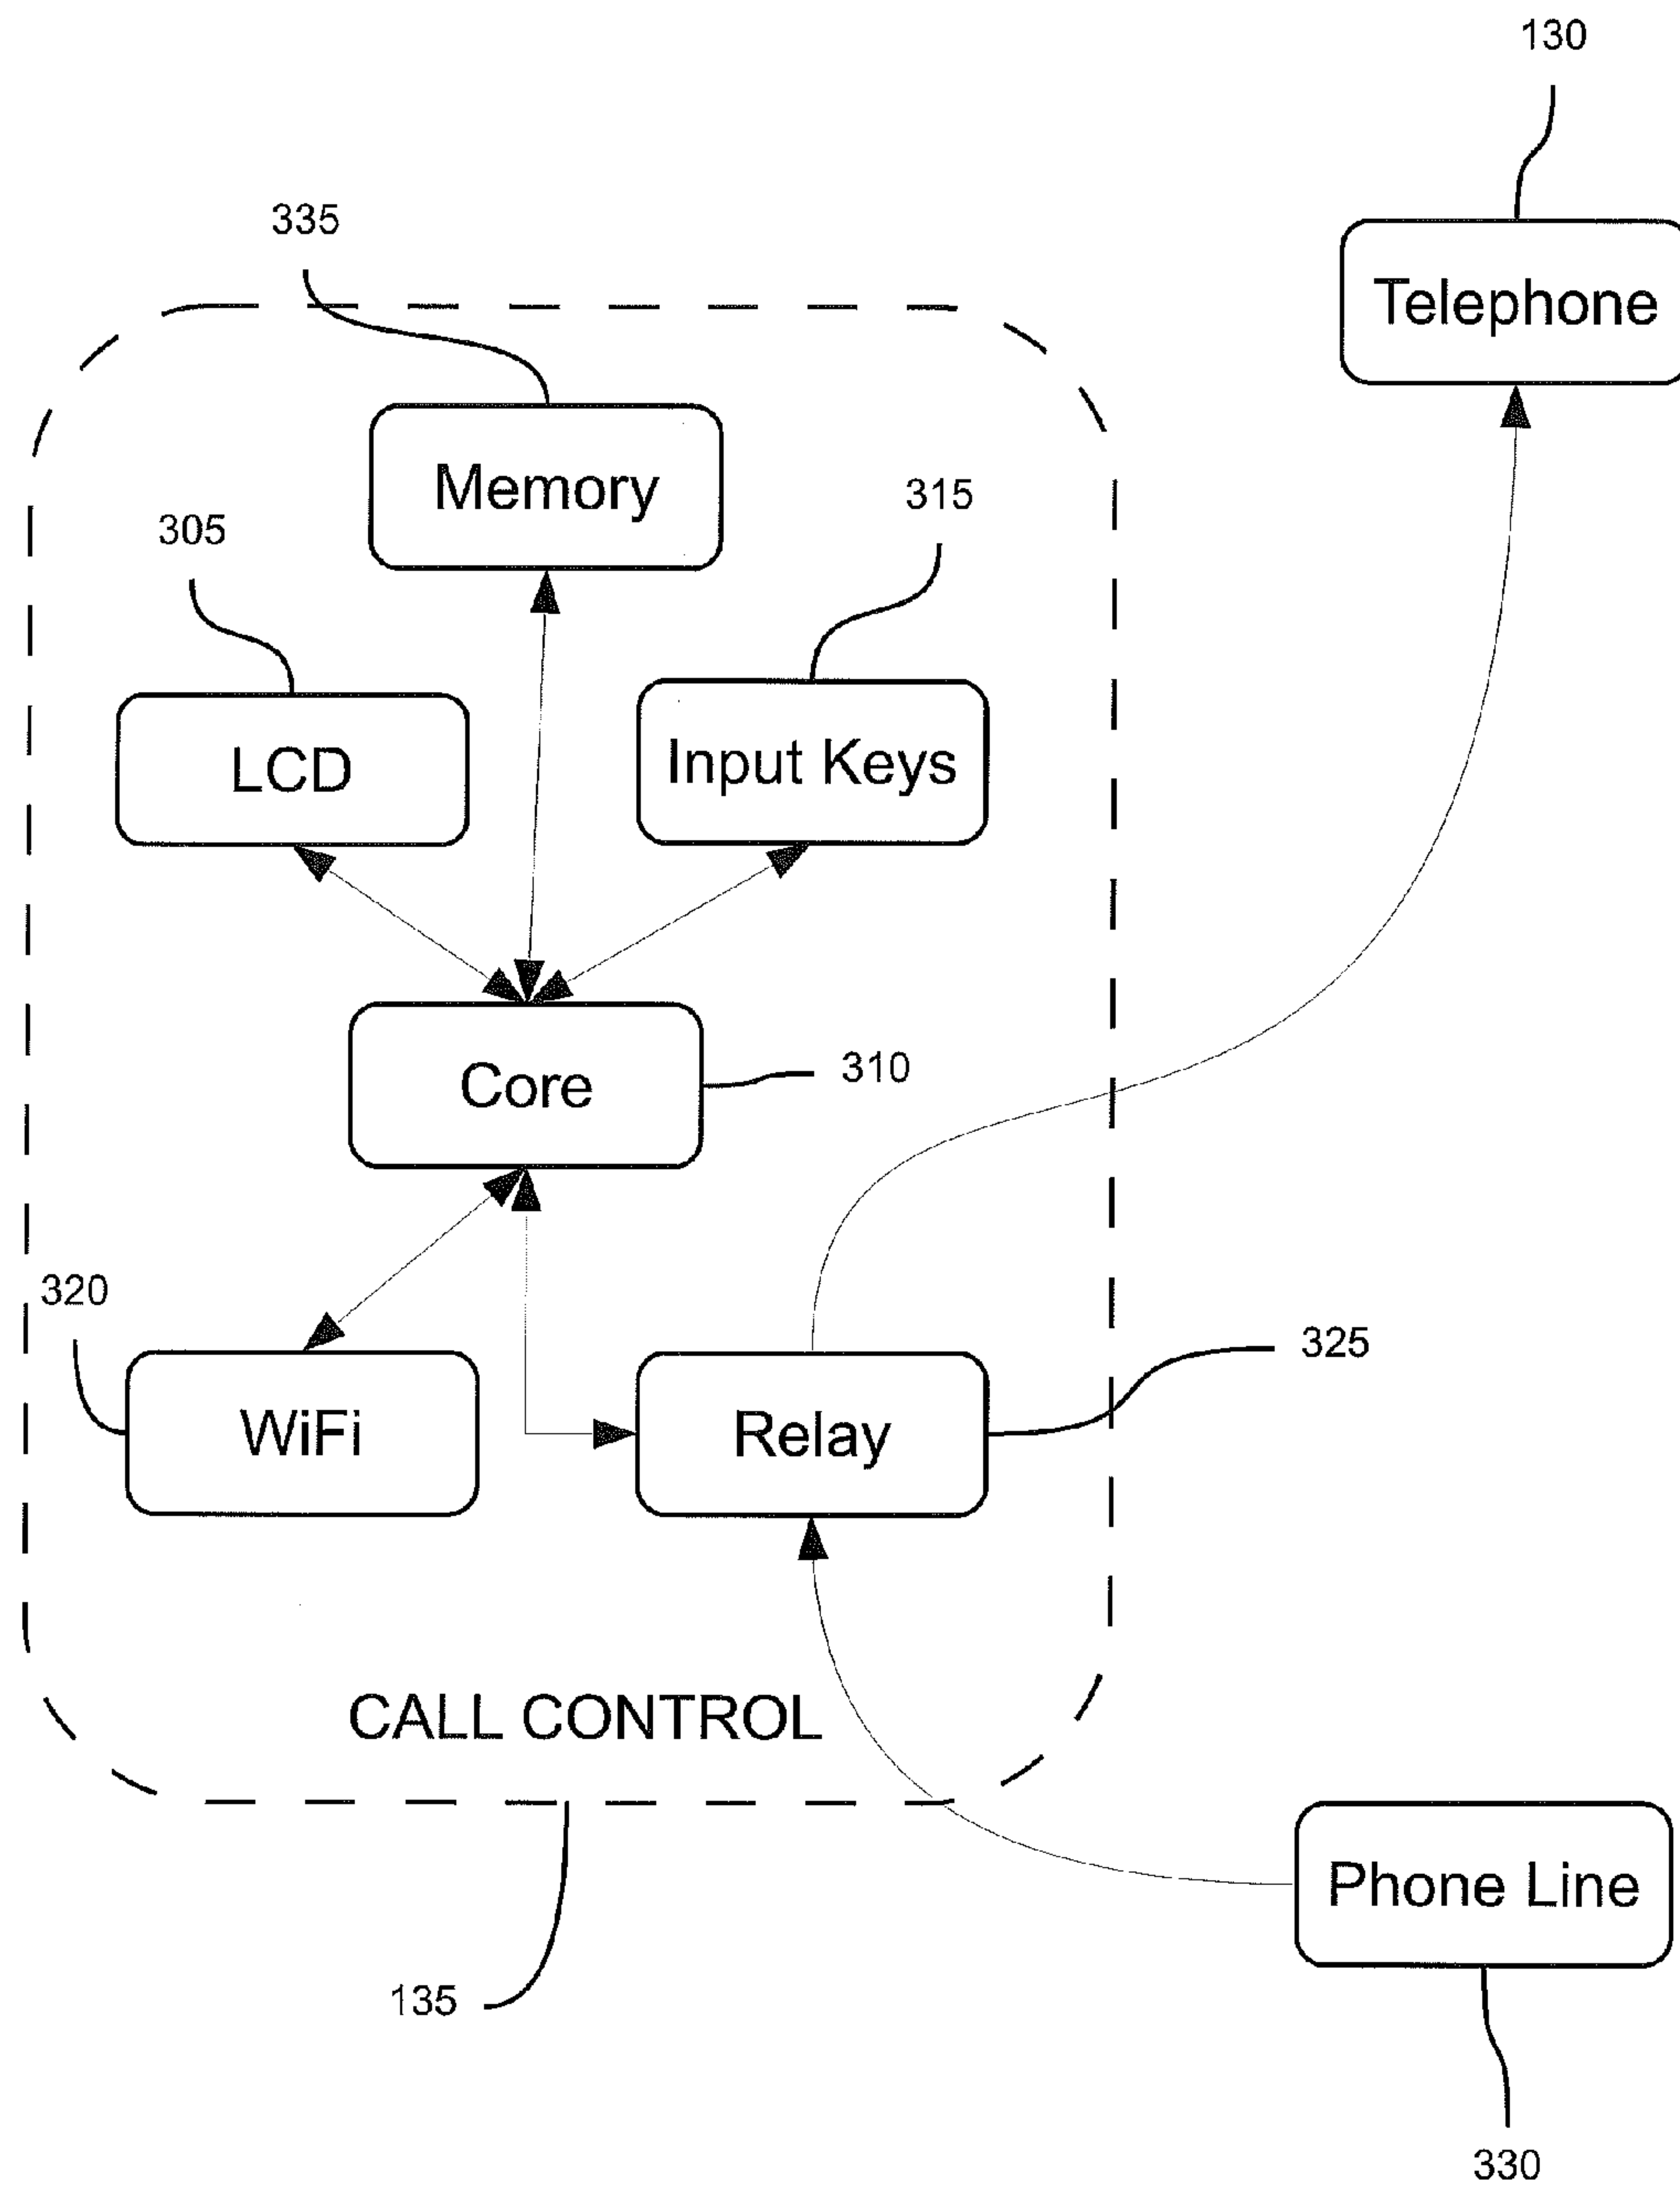 130
335
Telephone
Memory
315
305
LCD
Input Keys
Core
310
320
325
WiFi
Relay
CALL CONTROL
Phone Line
135
330